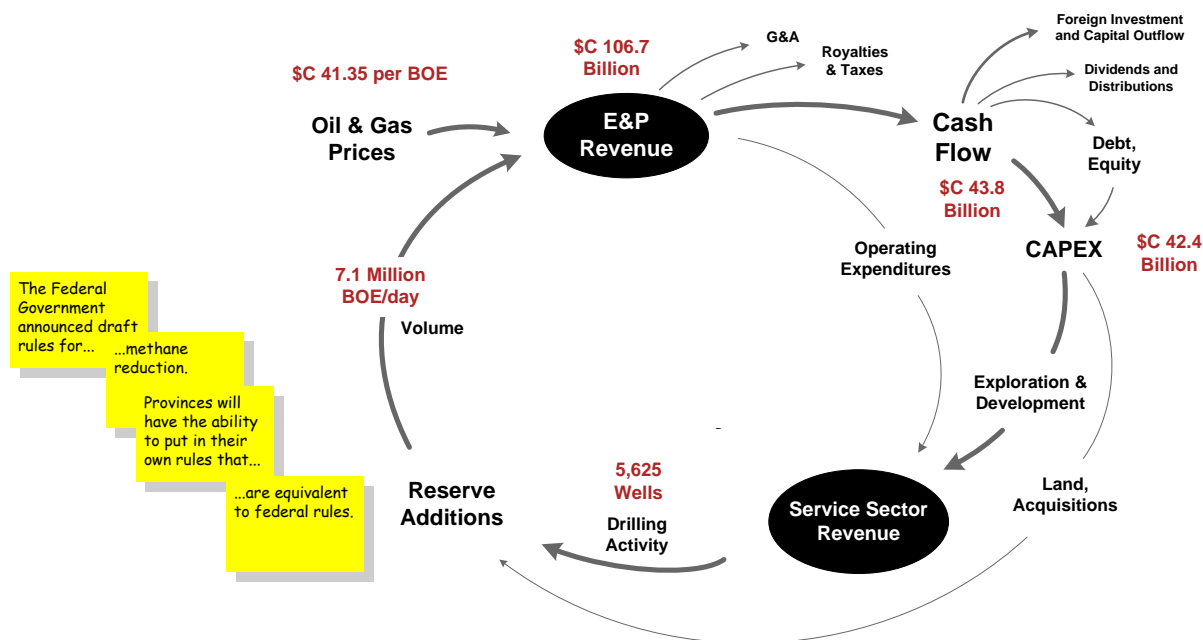 Foreign Investment
and Capital Outflow
G&A
$C 106.7
Billion
Royalties
& Taxes
$C 41.35 per BOE
Dividends and
Distributions
Oil & Gas
Prices
E&P
Revenue
Cash
Flow
Debt,
Equity
$C 43.8
Billion
CAPEX
$C 42.4
Billion
Operating
Expenditures
7.1 Million
BOE/day
Volume
The Federal
Government
announced draft
rules for...
...methane
reduction.
Provinces will
have the ability
to put in their
own rules that...
...are equivalent
to federal rules.
Exploration &
Development
Reserve
Additions
5,625
Wells
Drilling
Activity
Service Sector
Revenue
Land,
Acquisitions